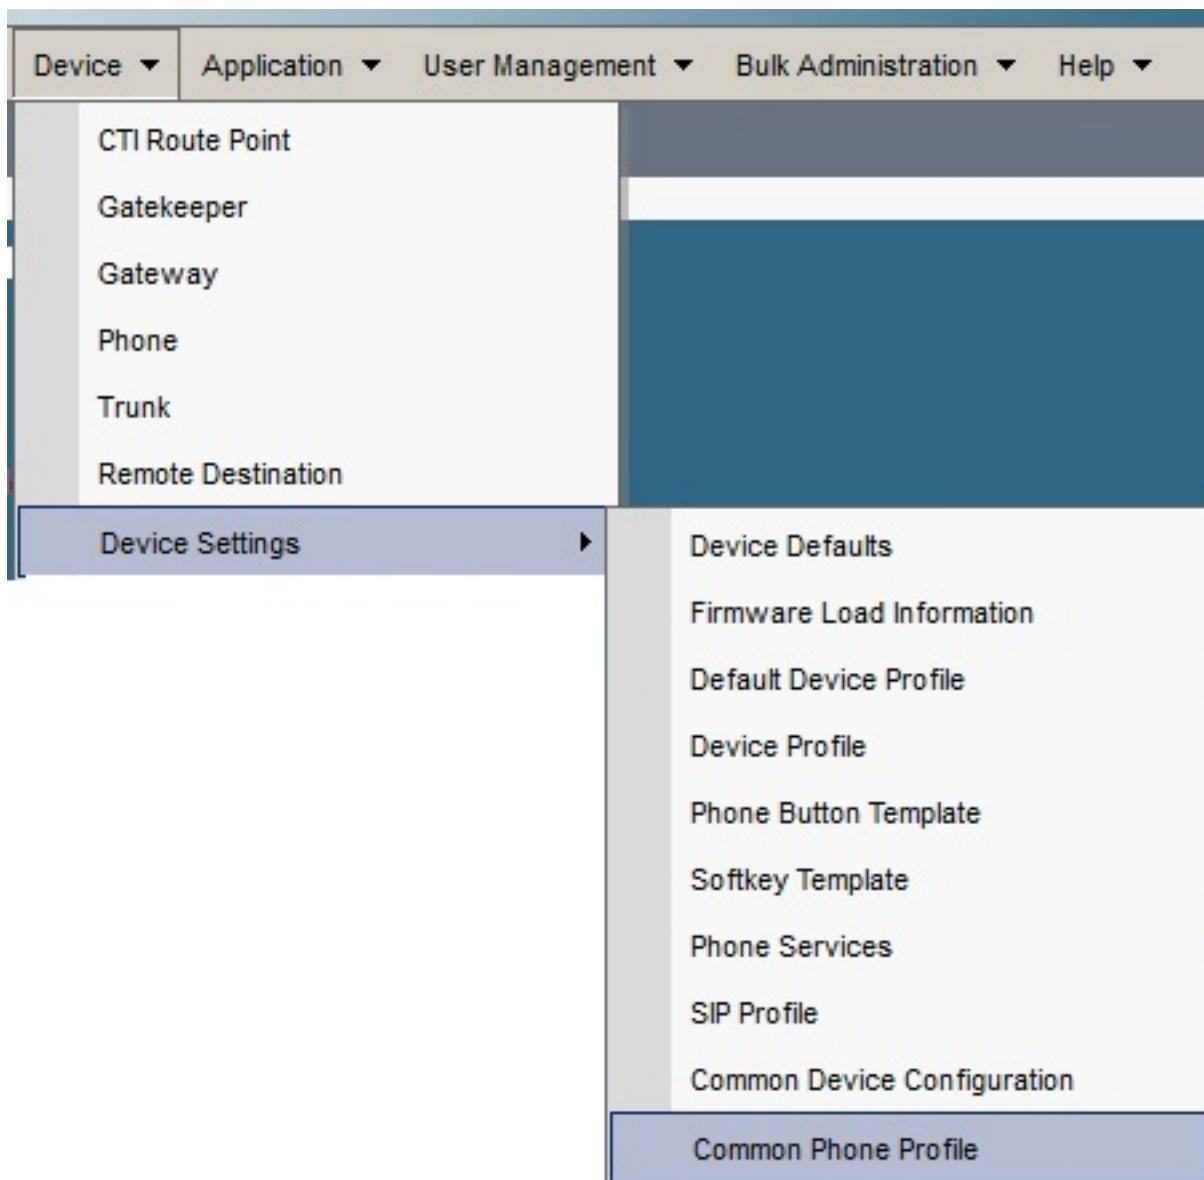 Device Application User Management Bulk Administration Help
CTI Route Point
Gatekeeper
Gateway
Phone
Trunk
Remote Destination
Device Settings
Device Defaults
Firmware Load Information
Default Device Profile
Device Profile
Phone Button Template
Softkey Template
Phone Services
SIP Profile
Common Device Configuration
Common Phone Profile